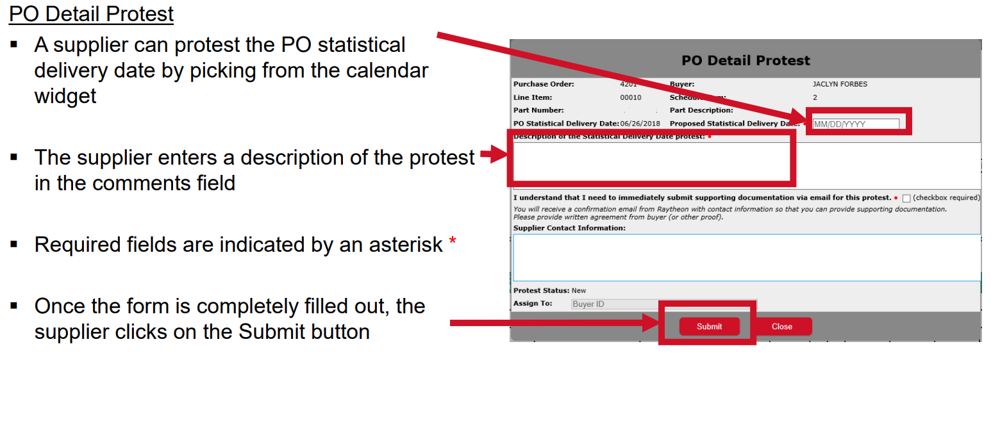 PO Detail Protest
▪ A supplier can protest the PO statistical
delivery date by picking from the calendar
widget
▪ The supplier enters a description of the protest
in the comments field
▪ Required fields are indicated by an asterisk *
▪ Once the form is completely filled out, the
supplier clicks on the Submit button
PO Detail Protest
Purchase Order: 4201 Buyer: JACLYN FORBES
Line Item: 00010 2
Part Number: Part Description:
PO Statistical Delivery Date: 06/26/2018 Proposed Statistical Delivery Date: • MM/DD/YYYY
Description of the Statistical Delivery Date protest: •
I understand that I need to immediately submit supporting documentation via email for this protest. • (checkbox required)
You will receive a confirmation email from Raytheon with contact information so that you can provide supporting documentation.
Please provide written agreement from buyer (or other proof).
Supplier Contact Information:
Protest Status: New
Assign To: Buyer ID
Submit Close